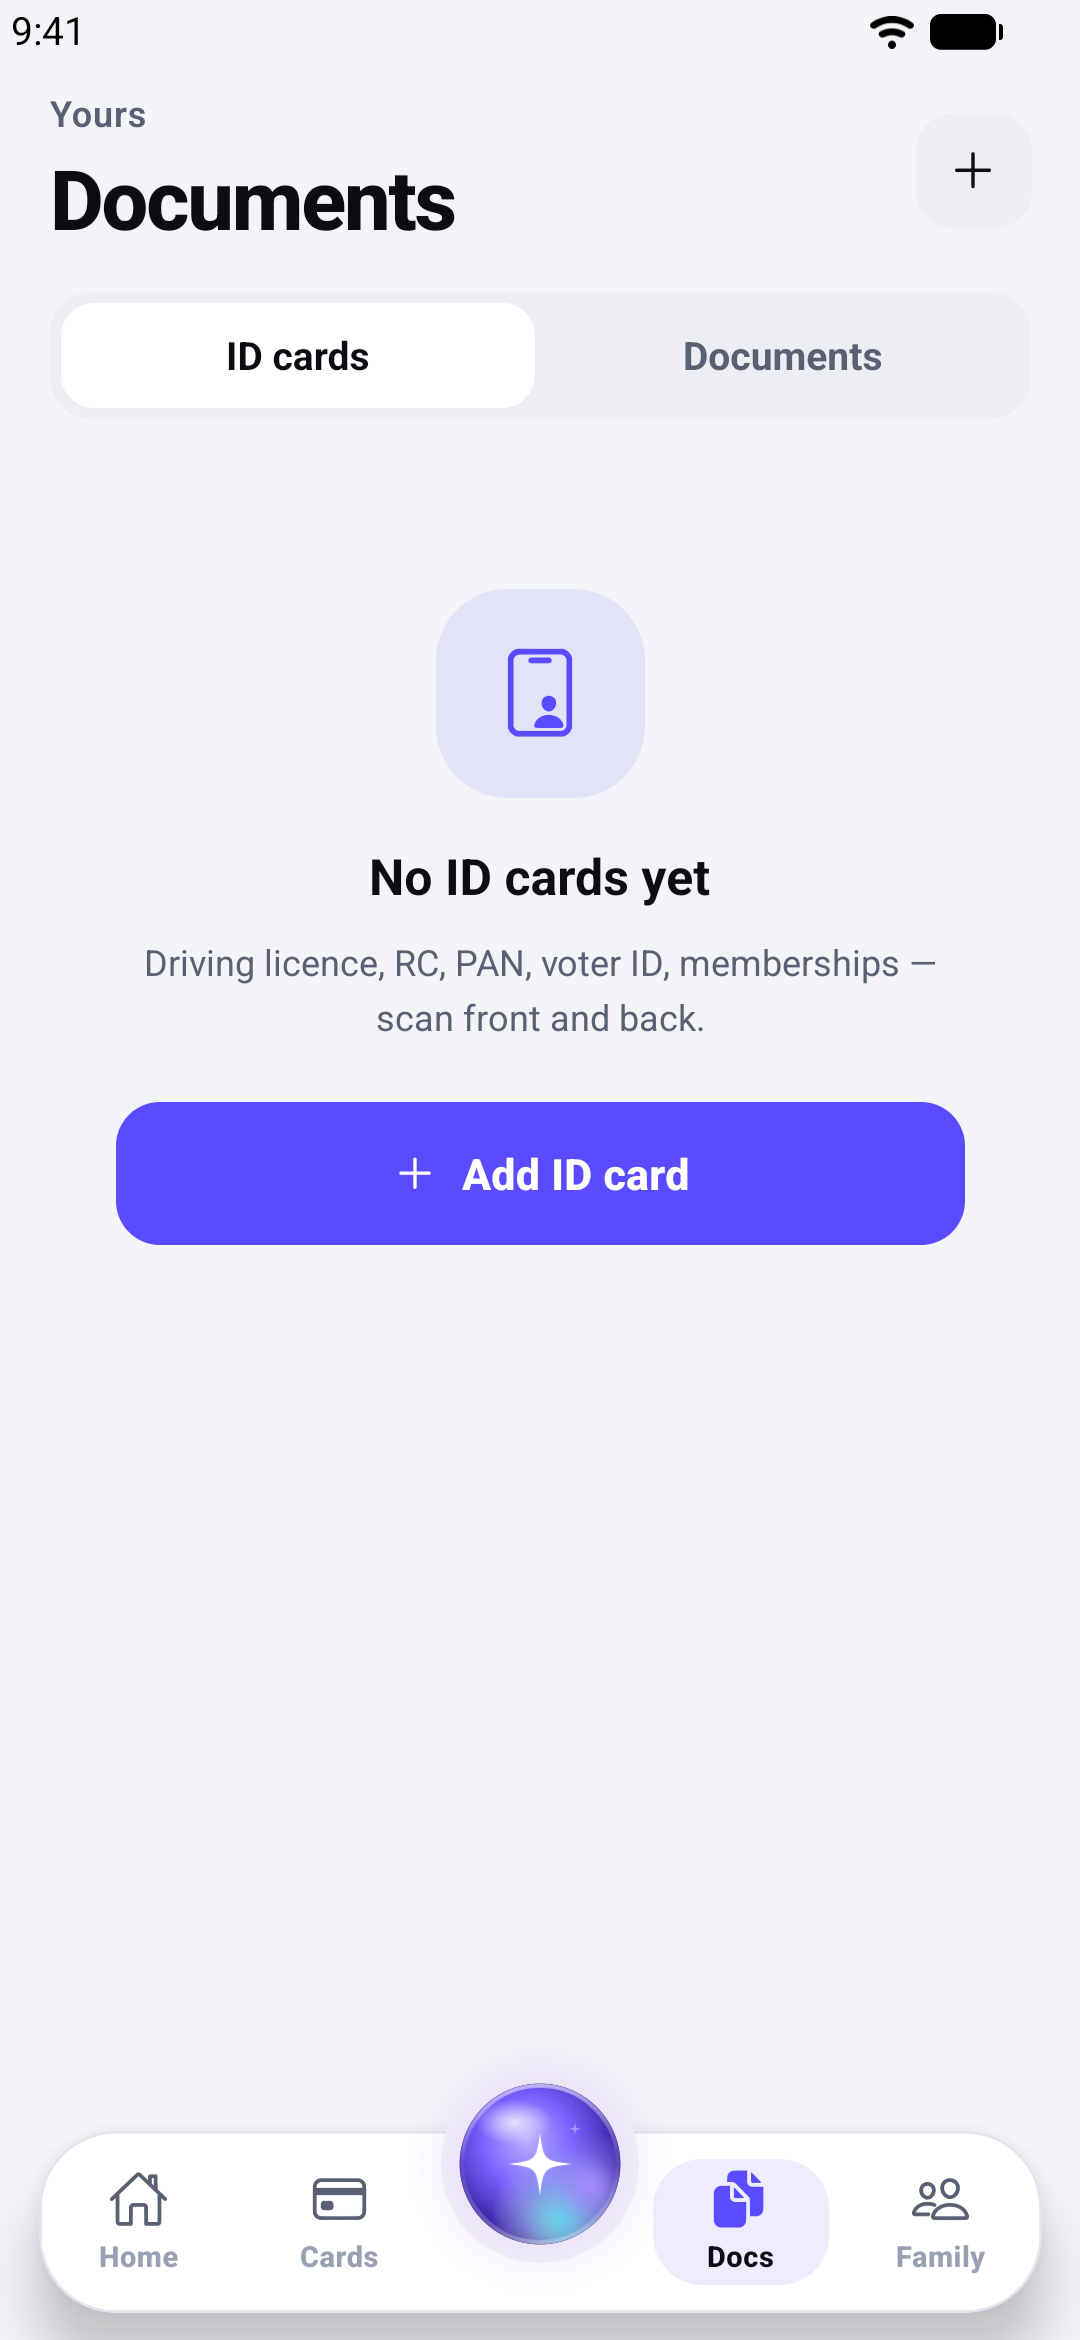 9:41
Yours
Documents
ID cards
Documents
No ID cards yet
Driving licence, RC, PAN, voter ID, memberships —
scan front and back.
Add ID card
Home
Cards
Docs
Family